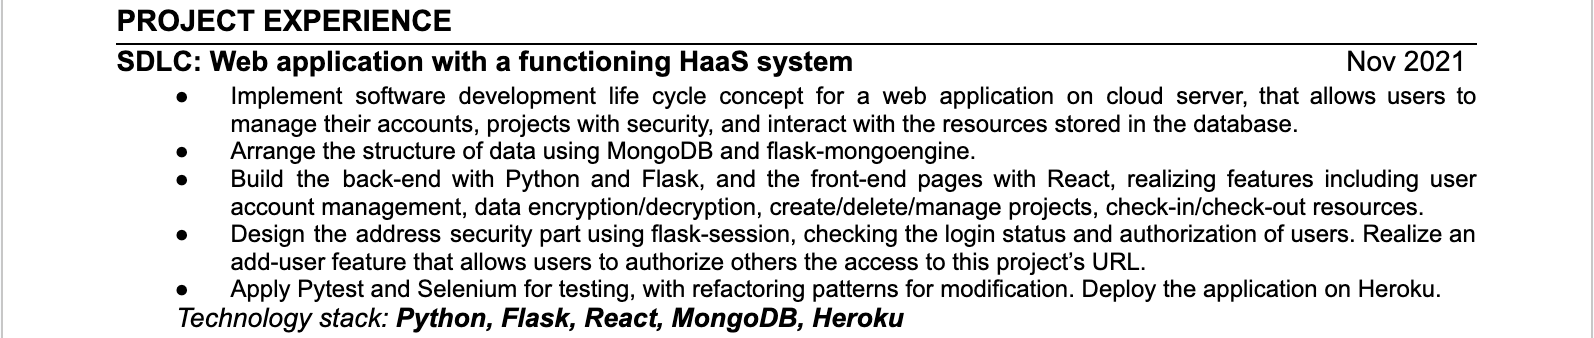 PROJECT EXPERIENCE
SDLC: Web application with a functioning HaaS system Nov 2021
● Implement software development life cycle concept for a web application on cloud server, that allows users to
manage their accounts, projects with security, and interact with the resources stored in the database.
● Arrange the structure of data using MongoDB and flask-mongoengine.
● Build the back-end with Python and Flask, and the front-end pages with React, realizing features including user
account management, data encryption/decryption, create/delete/manage projects, check-in/check-out resources.
● Design the address security part using flask-session, checking the login status and authorization of users. Realize an
add-user feature that allows users to authorize others the access to this project’s URL.
● Apply Pytest and Selenium for testing, with refactoring patterns for modification. Deploy the application on Heroku.
Technology stack: Python, Flask, React, MongoDB, Heroku